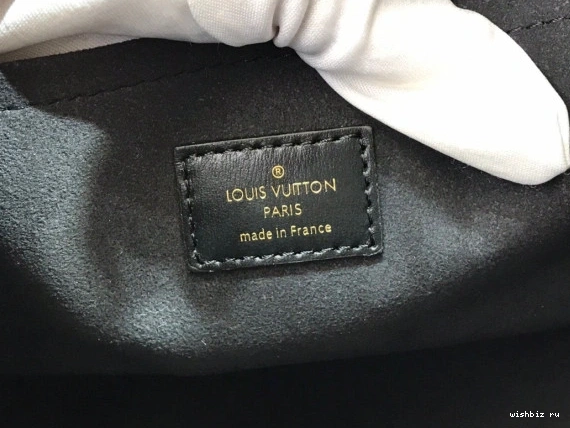 ®
LOUIS VUITTON
PARIS
made in France
wishbiz ru